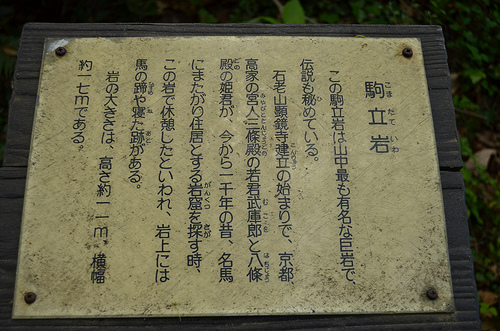 駒立岩
こま たて いわ
この駒立岩は山中最も有名な巨岩で、
伝説も秘めている。
石老山顕鏡寺建立の始まりで、京都、
高家の宮人三條殿の若君武庫郎と八條
殿の姫君が、今から一千年の昔、名馬
にまたがり住居とする岩窟を探す時、
この岩で休憩したといわれ、岩上には
馬の蹄や寝た跡がある。
岩の大きさは、高さ約一一m、横幅
約一七mである。